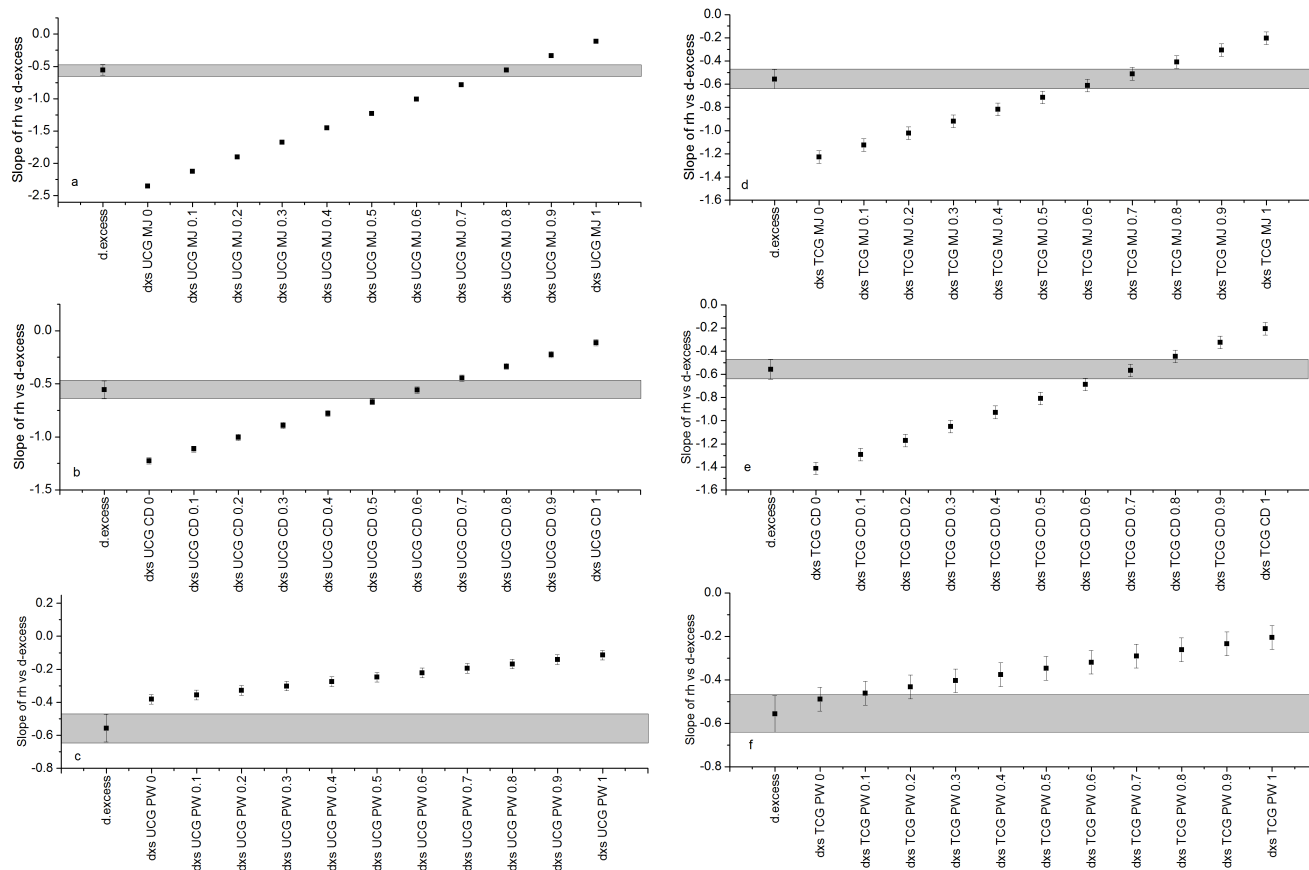 0.0
-0.5
-1.0
-1.5
-2.0
-2.5
Slope of rh vs d-excess
a
d.excess
dxs UCG MJ 0
dxs UCG MJ 0.1
dxs UCG MJ 0.2
dxs UCG MJ 0.3
dxs UCG MJ 0.4
dxs UCG MJ 0.5
dxs UCG MJ 0.6
dxs UCG MJ 0.7
dxs UCG MJ 0.8
dxs UCG MJ 0.9
dxs UCG MJ 1
0.0
-0.2
-0.4
-0.6
-0.8
-1.0
-1.2
-1.4
-1.6
Slope of rh vs d-excess
d
d.excess
dxs TCG MJ 0
dxs TCG MJ 0.1
dxs TCG MJ 0.2
dxs TCG MJ 0.3
dxs TCG MJ 0.4
dxs TCG MJ 0.5
dxs TCG MJ 0.6
dxs TCG MJ 0.7
dxs TCG MJ 0.8
dxs TCG MJ 0.9
dxs TCG MJ 1
0.0
-0.5
-1.0
-1.5
Slope of rh vs d-excess
b
d.excess
dxs UCG CD 0
dxs UCG CD 0.1
dxs UCG CD 0.2
dxs UCG CD 0.3
dxs UCG CD 0.4
dxs UCG CD 0.5
dxs UCG CD 0.6
dxs UCG CD 0.7
dxs UCG CD 0.8
dxs UCG CD 0.9
dxs UCG CD 1
0.0
-0.2
-0.4
-0.6
-0.8
-1.0
-1.2
-1.4
-1.6
Slope of rh vs d-excess
e
d.excess
dxs TCG CD 0
dxs TCG CD 0.1
dxs TCG CD 0.2
dxs TCG CD 0.3
dxs TCG CD 0.4
dxs TCG CD 0.5
dxs TCG CD 0.6
dxs TCG CD 0.7
dxs TCG CD 0.8
dxs TCG CD 0.9
dxs TCG CD 1
0.2
0.0
-0.2
-0.4
-0.6
-0.8
Slope of rh vs d-excess
c
d.excess
dxs UCG PW 0
dxs UCG PW 0.1
dxs UCG PW 0.2
dxs UCG PW 0.3
dxs UCG PW 0.4
dxs UCG PW 0.5
dxs UCG PW 0.6
dxs UCG PW 0.7
dxs UCG PW 0.8
dxs UCG PW 0.9
dxs UCG PW 1
0.0
-0.2
-0.4
-0.6
-0.8
Slope of rh vs d-excess
f
d.excess
dxs TCG PW 0
dxs TCG PW 0.1
dxs TCG PW 0.2
dxs TCG PW 0.3
dxs TCG PW 0.4
dxs TCG PW 0.5
dxs TCG PW 0.6
dxs TCG PW 0.7
dxs TCG PW 0.8
dxs TCG PW 0.9
dxs TCG PW 1